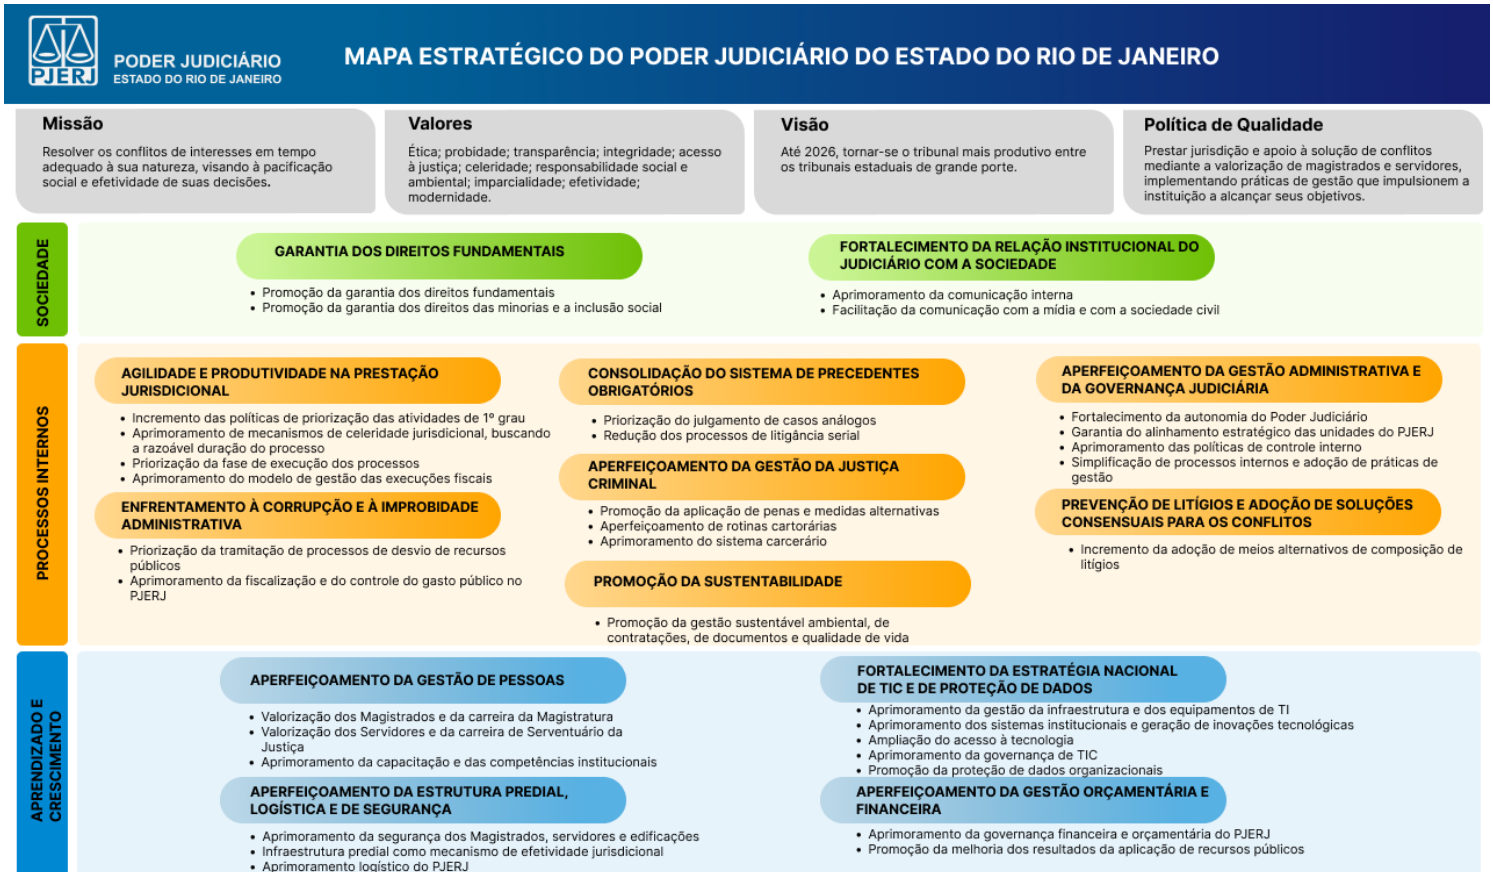 PJERJ
PODER JUDICIÁRIO
ESTADO DO RIO DE JANEIRO
MAPA ESTRATÉGICO DO PODER JUDICIÁRIO DO ESTADO DO RIO DE JANEIRO
Missão
Resolver os conflitos de interesses em tempo
adequado à sua natureza, visando à pacificação
social e efetividade de suas decisões.
Valores
Ética; probidade; transparência; integridade; acesso
à justiça; celeridade; responsabilidade social e
ambiental; imparcialidade; efetividade;
modernidade.
Visão
Até 2026, tornar-se o tribunal mais produtivo entre
os tribunais estaduais de grande porte.
Política de Qualidade
Prestar jurisdição e apoio à solução de conflitos
mediante a valorização de magistrados e servidores,
implementando práticas de gestão que impulsionem a
instituição a alcançar seus objetivos.
SOCIEDADE
GARANTIA DOS DIREITOS FUNDAMENTAIS
• Promoção da garantia dos direitos fundamentais
• Promoção da garantia dos direitos das minorias e a inclusão social
FORTALECIMENTO DA RELAÇÃO INSTITUCIONAL DO
JUDICIÁRIO COM A SOCIEDADE
• Aprimoramento da comunicação interna
• Facilitação da comunicação com a mídia e com a sociedade civil
PROCESSOS INTERNOS
AGILIDADE E PRODUTIVIDADE NA PRESTAÇÃO
JURISDICIONAL
• Incremento das políticas de priorização das atividades de 1º grau
• Aprimoramento de mecanismos de celeridade jurisdicional, buscando
a razoável duração do processo
• Priorização da fase de execução dos processos
• Aprimoramento do modelo de gestão das execuções fiscais
ENFRENTAMENTO À CORRUPÇÃO E À IMPROBIDADE
ADMINISTRATIVA
• Priorização da tramitação de processos de desvio de recursos
públicos
• Aprimoramento da fiscalização e do controle do gasto público no
PJERJ
CONSOLIDAÇÃO DO SISTEMA DE PRECEDENTES
OBRIGATÓRIOS
• Priorização do julgamento de casos análogos
• Redução dos processos de litigância serial
APERFEIÇOAMENTO DA GESTÃO DA JUSTIÇA
CRIMINAL
• Promoção da aplicação de penas e medidas alternativas
• Aperfeiçoamento de rotinas cartorárias
• Aprimoramento do sistema carcerário
PROMOÇÃO DA SUSTENTABILIDADE
• Promoção da gestão sustentável ambiental, de
contratações, de documentos e qualidade de vida
APERFEIÇOAMENTO DA GESTÃO ADMINISTRATIVA E
DA GOVERNANÇA JUDICIÁRIA
• Fortalecimento da autonomia do Poder Judiciário
• Garantia do alinhamento estratégico das unidades do PJERJ
• Aprimoramento das políticas de controle interno
• Simplificação de processos internos e adoção de práticas de
gestão
PREVENÇÃO DE LITÍGIOS E ADOÇÃO DE SOLUÇÕES
CONSENSUAIS PARA OS CONFLITOS
• Incremento da adoção de meios alternativos de composição de
litígios
APRENDIZADO E
CRESCIMENTO
APERFEIÇOAMENTO DA GESTÃO DE PESSOAS
• Valorização dos Magistrados e da carreira da Magistratura
• Valorização dos Servidores e da carreira de Serventuário da
Justiça
• Aprimoramento da capacitação e das competências institucionais
APERFEIÇOAMENTO DA ESTRUTURA PREDIAL,
LOGÍSTICA E DE SEGURANÇA
• Aprimoramento da segurança dos Magistrados, servidores e edificações
• Infraestrutura predial como mecanismo de efetividade jurisdicional
• Aprimoramento logístico do PJERJ
FORTALECIMENTO DA ESTRATÉGIA NACIONAL
DE TIC E DE PROTEÇÃO DE DADOS
• Aprimoramento da gestão da infraestrutura e dos equipamentos de TI
• Aprimoramento dos sistemas institucionais e geração de inovações tecnológicas
• Ampliação do acesso à tecnologia
• Aprimoramento da governança de TIC
• Promoção da proteção de dados organizacionais
APERFEIÇOAMENTO DA GESTÃO ORÇAMENTÁRIA E
FINANCEIRA
• Aprimoramento da governança financeira e orçamentária do PJERJ
• Promoção da melhoria dos resultados da aplicação de recursos públicos